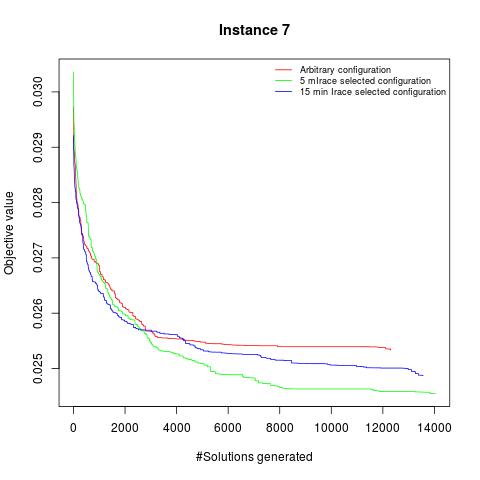 Instance 7
Arbitrary configuration
5 mIrace selected configuration
15 min Irace selected configuration
Objective value
0.030
0.029
0.028
0.027
0.026
0.025
0 2000 4000 6000 8000 10000 12000 14000
#Solutions generated